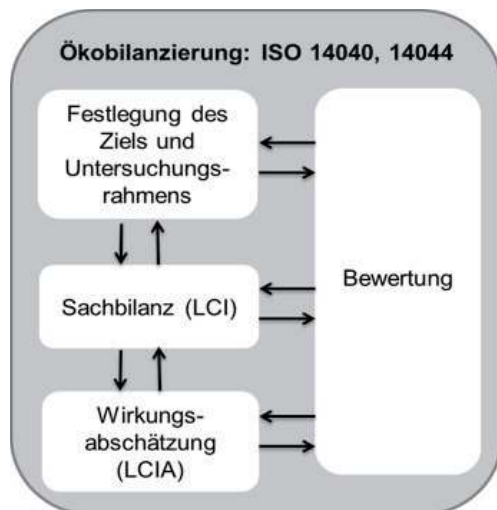 Ökobilanzierung: ISO 14040, 14044
Festlegung des
Ziels und
Untersuchungs-
rahmens
Sachbilanz (LCI)
Wirkungs-
abschätzung
(LCIA)
Bewertung